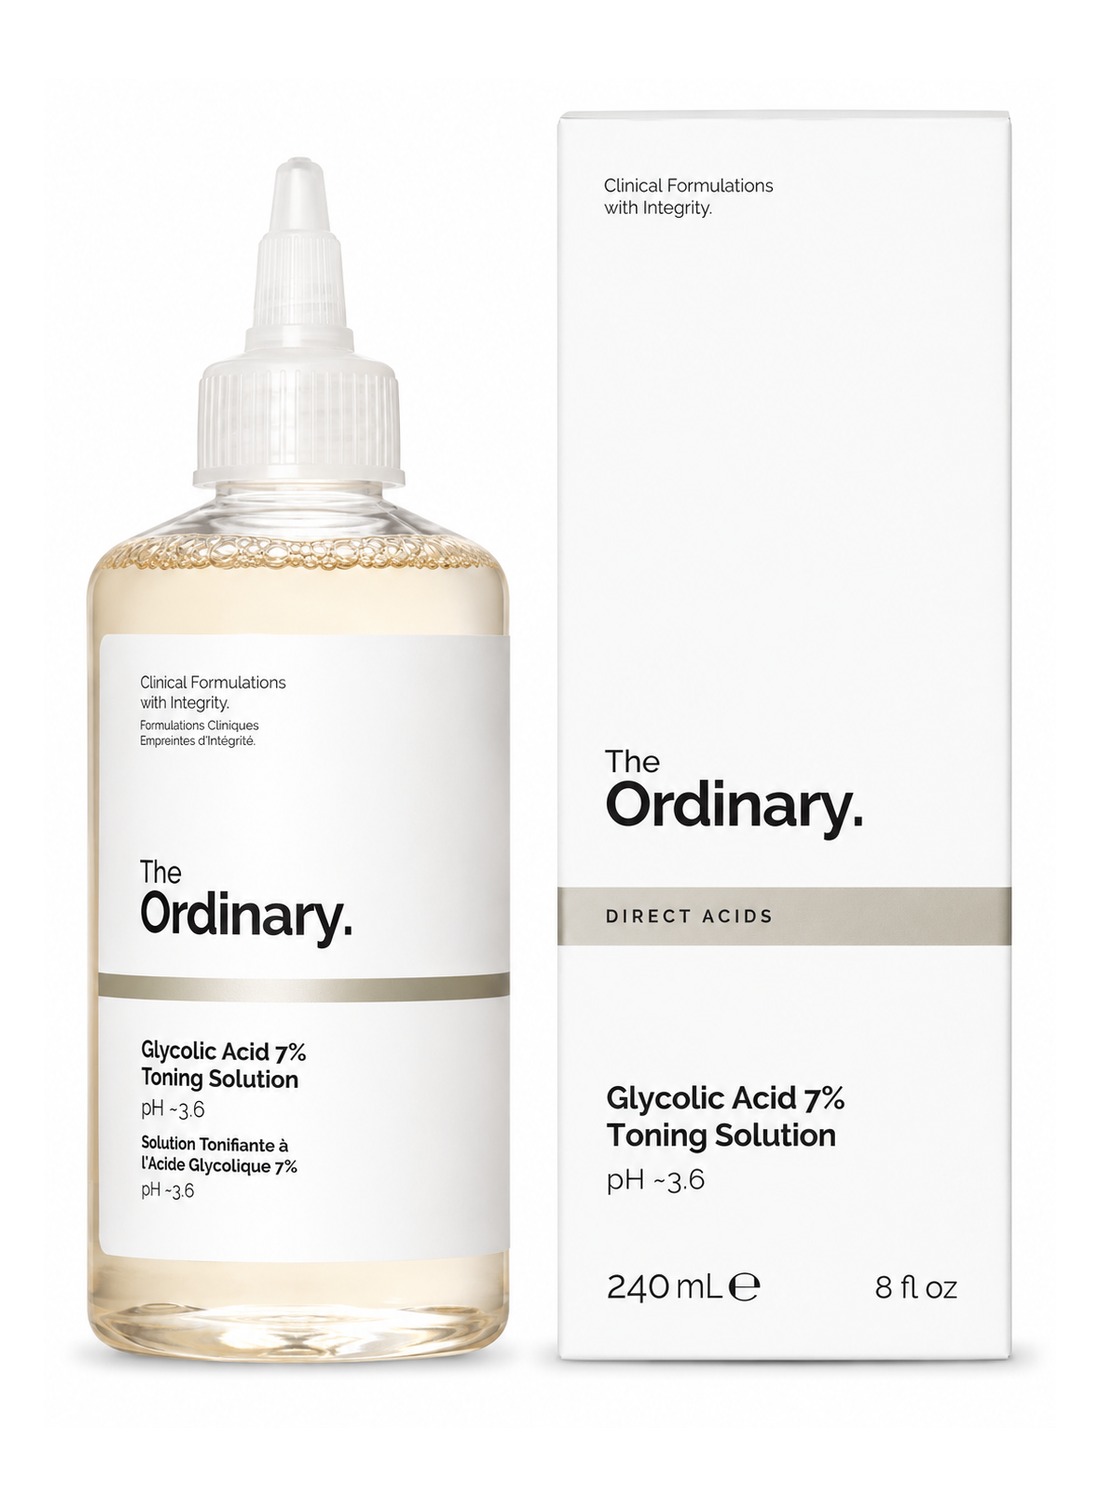 Clinical Formulations
with Integrity.
Formulations Cliniques
Empreintes d'Intégrité.
The
Ordinary.
Glycolic Acid 7%
Toning Solution
pH ~3.6
Solution Tonifiante à
l'Acide Glycolique 7%
pH ~3.6
Clinical Formulations
with Integrity.
The
Ordinary.
DIRECT ACIDS
Glycolic Acid 7%
Toning Solution
pH ~3.6
240 mL ℮ 8 fl oz